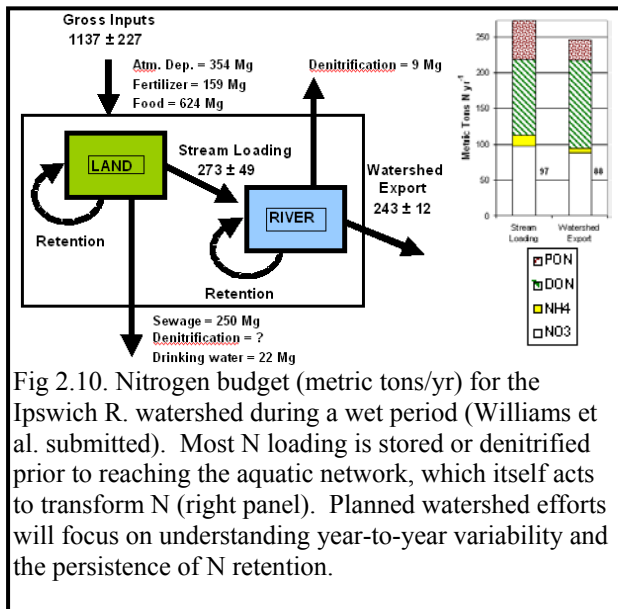 Gross Inputs
1137 ± 227
Atm. Dep. = 354 Mg
Fertilizer = 159 Mg
Food = 624 Mg
Denitrification = 9 Mg
LAND
Stream Loading
273 ± 49
Watershed
Export
243 ± 12
RIVER
Retention
Retention
Sewage = 250 Mg
Denitrification = ?
Drinking water = 22 Mg
Metric Tons N yr-1
250
200
150
100
50
0
97
88
Stream
Loading
Watershed
Export
PON
DON
NH4
NO3
Fig 2.10. Nitrogen budget (metric tons/yr) for the
Ipswich R. watershed during a wet period (Williams et
al. submitted). Most N loading is stored or denitrified
prior to reaching the aquatic network, which itself acts
to transform N (right panel). Planned watershed efforts
will focus on understanding year-to-year variability and
the persistence of N retention.